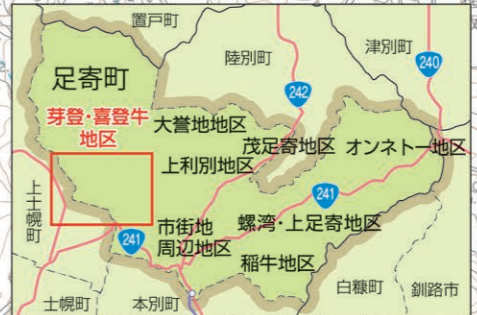 置戸町
津別町
陸別町
240
足寄町
242
芽登・喜登牛
地区
大誉地地区
茂足寄地区
オンネトー地区
上利別地区
上士幌町
241
市街地
周辺地区
241
螺湾・上足寄地区
稲牛地区
士幌町
本別町
白糠町
釧路市